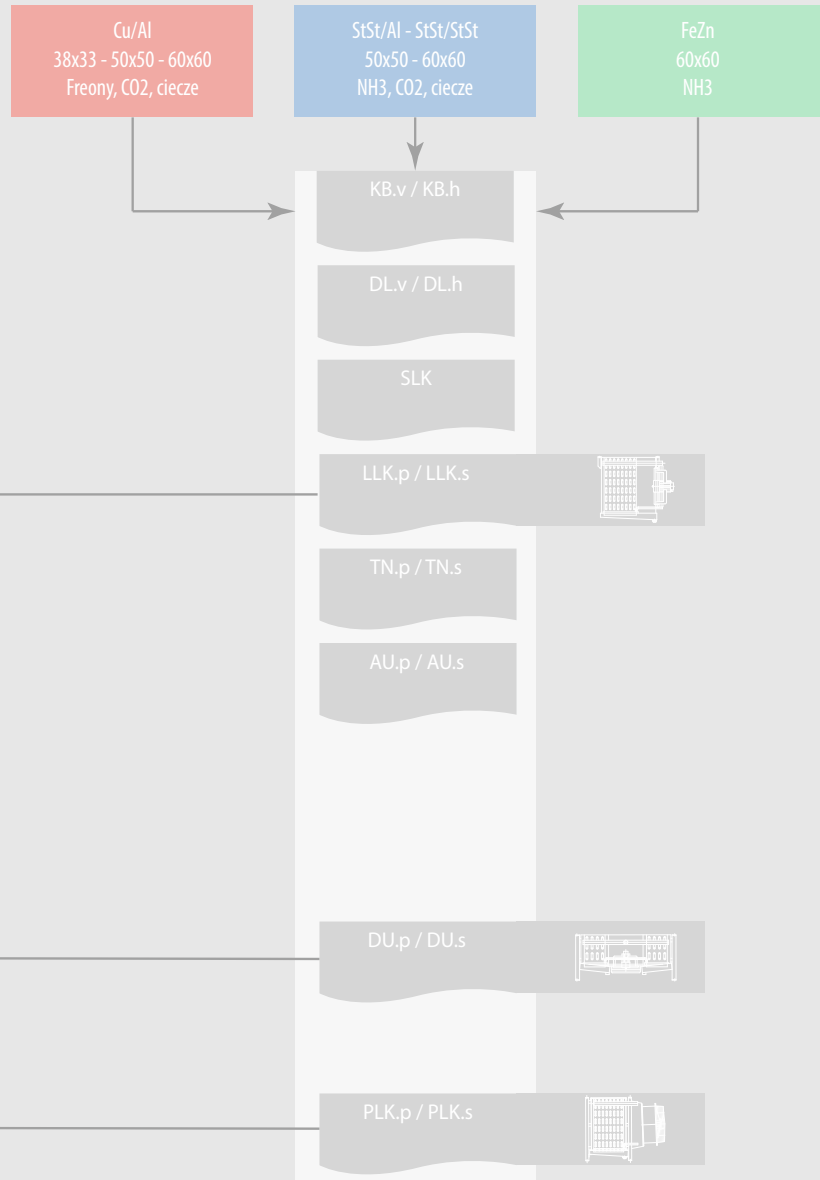 Cu/Al
38x33 - 50x50 - 60x60
Freony, CO2, ciecze
StSt/Al - StSt/StSt
50x50 - 60x60
NH3, CO2, ciecze
FeZn
60x60
NH3
KB.v / KB.h
DL.v / DL.h
SLK
LLK.p / LLK.s
TN.p / TN.s
AU.p / AU.s
DU.p / DU.s
PLK.p / PLK.s